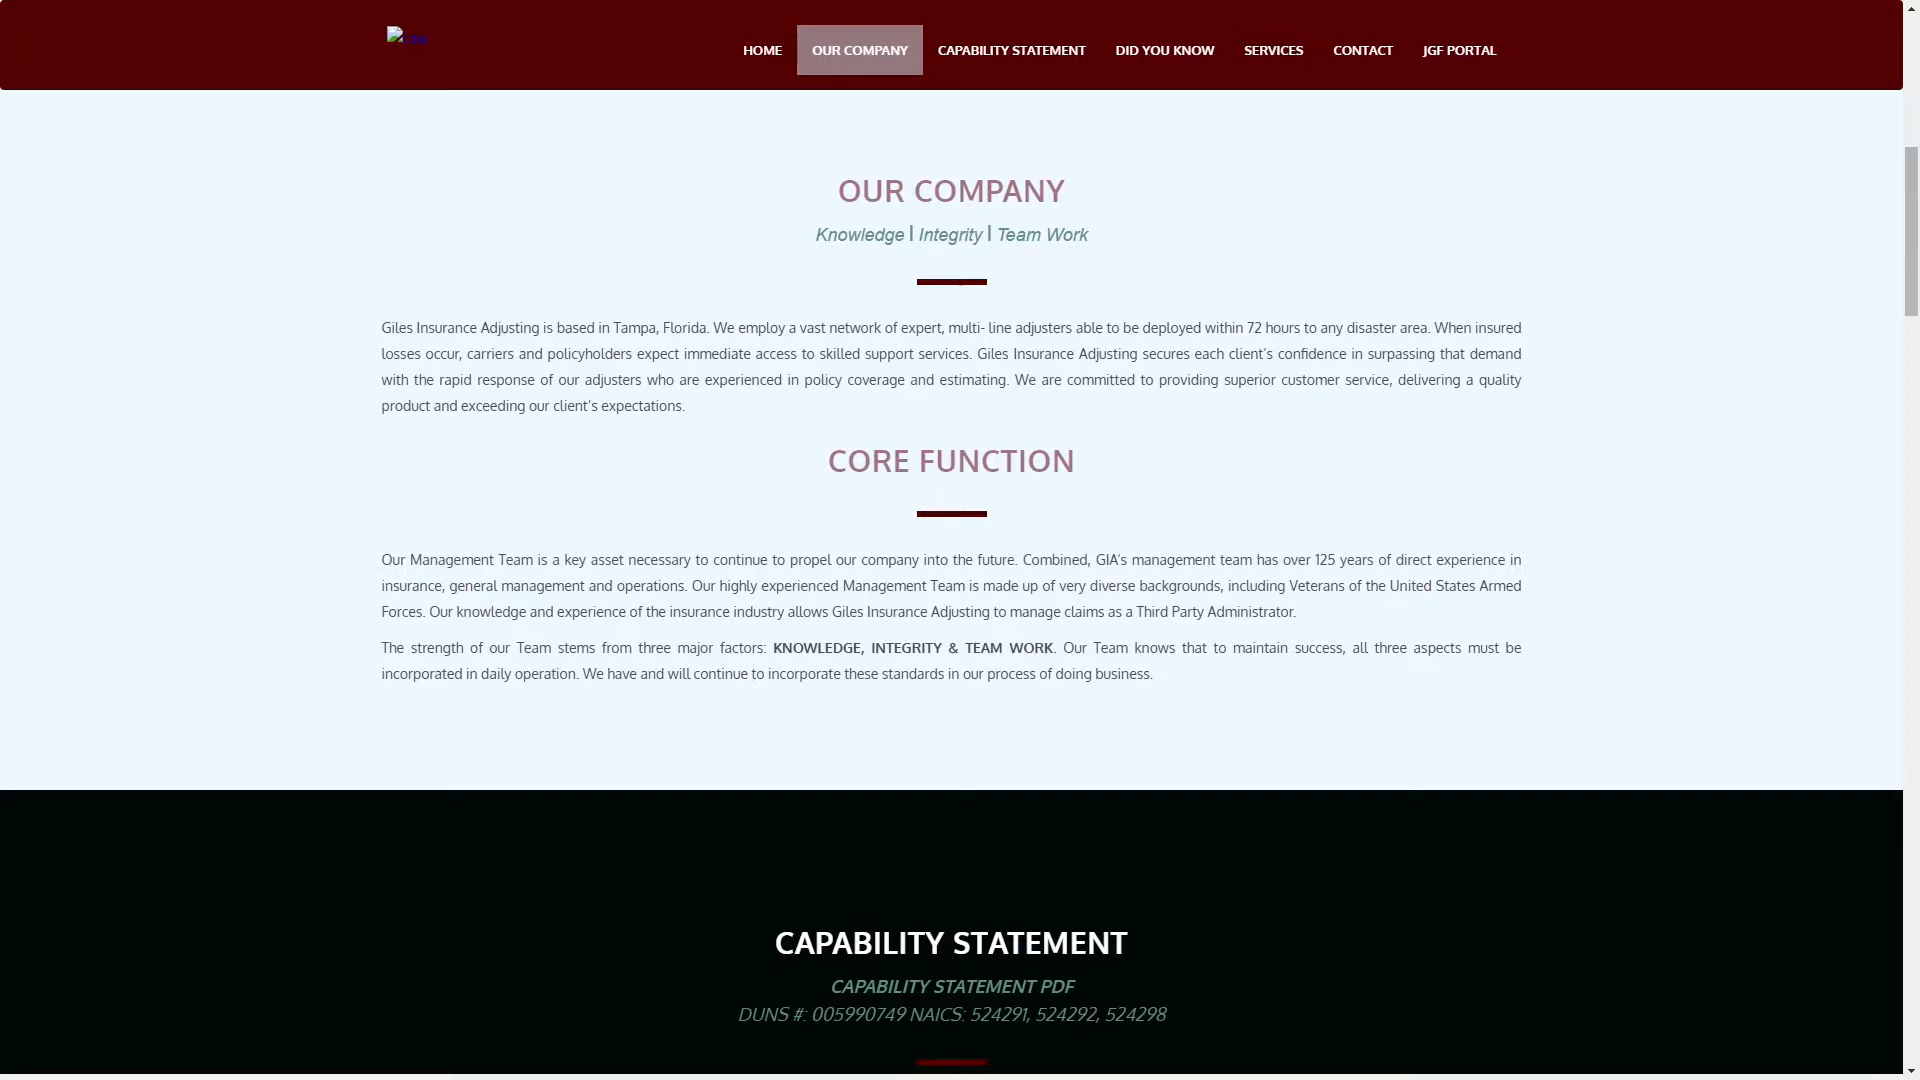 HOME OUR COMPANY CAPABILITY STATEMENT DID YOU KNOW SERVICES CONTACT JGF PORTAL
OUR COMPANY
Knowledge | Integrity | Team Work
Giles Insurance Adjusting is based in Tampa, Florida. We employ a vast network of expert, multi- line adjusters able to be deployed within 72 hours to any disaster area. When insured
losses occur, carriers and policyholders expect immediate access to skilled support services. Giles Insurance Adjusting secures each client’s confidence in surpassing that demand
with the rapid response of our adjusters who are experienced in policy coverage and estimating. We are committed to providing superior customer service, delivering a quality
product and exceeding our client’s expectations.
CORE FUNCTION
Our Management Team is a key asset necessary to continue to propel our company into the future. Combined, GIA’s management team has over 125 years of direct experience in
insurance, general management and operations. Our highly experienced Management Team is made up of very diverse backgrounds, including Veterans of the United States Armed
Forces. Our knowledge and experience of the insurance industry allows Giles Insurance Adjusting to manage claims as a Third Party Administrator.
The strength of our Team stems from three major factors: KNOWLEDGE, INTEGRITY & TEAM WORK. Our Team knows that to maintain success, all three aspects must be
incorporated in daily operation. We have and will continue to incorporate these standards in our process of doing business.
CAPABILITY STATEMENT
CAPABILITY STATEMENT PDF
DUNS #: 005990749 NAICS: 524291, 524292, 524298